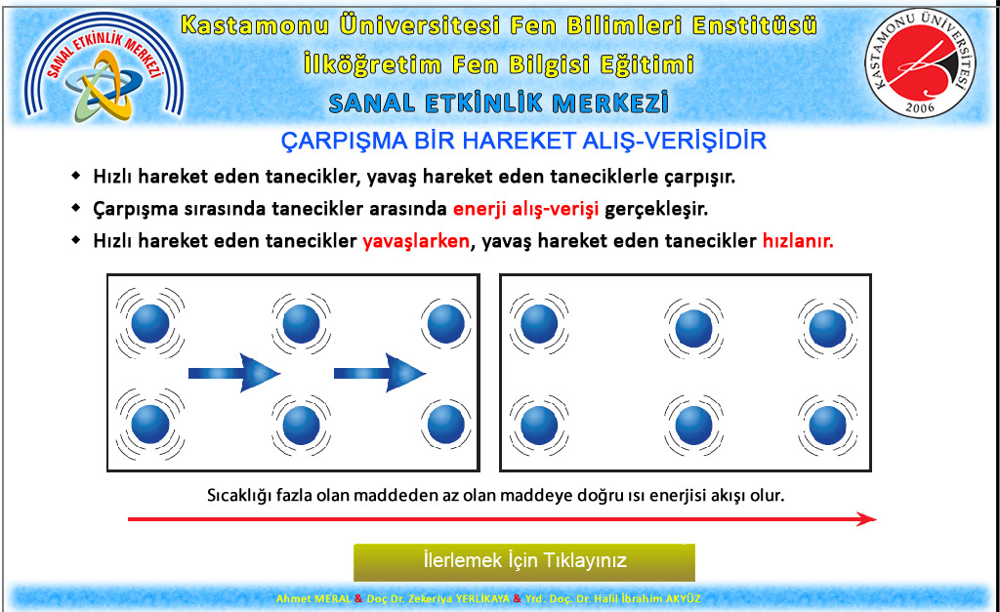 Kastamonu Üniversitesi Fen Bilimleri Enstitüsü
İlköğretim Fen Bilgisi Eğitimi
SANAL ETKİNLİK MERKEZİ
SANAL ETKİNLİK MERKEZİ
KASTAMONU ÜNİVERSİTESİ
2006
ÇARPIŞMA BİR HAREKET ALIŞ-VERİŞİDİR
◆ Hızlı hareket eden tanecikler, yavaş hareket eden taneciklerle çarpışır.
◆ Çarpışma sırasında tanecikler arasında enerji alış-verişi gerçekleşir.
◆ Hızlı hareket eden tanecikler yavaşlarken, yavaş hareket eden tanecikler hızlanır.
Sıcaklığı fazla olan maddeden az olan maddeye doğru ısı enerjisi akışı olur.
İlerlemek İçin Tıklayınız
Ahmet MERAL & Doç Dr. Zekeriya YERLİKAYA & Yrd. Doç. Dr. Halil İbrahim AKYÜZ